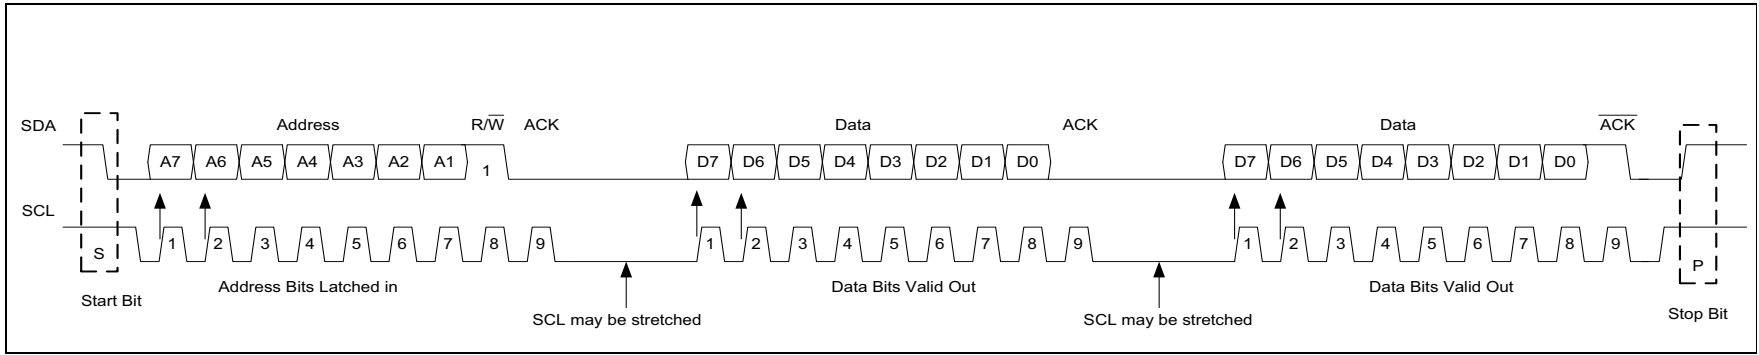 SDA Address R/W̅ ACK Data ACK Data A̅C̅K̅
A7 A6 A5 A4 A3 A2 A1 1 D7 D6 D5 D4 D3 D2 D1 D0 D7 D6 D5 D4 D3 D2 D1 D0
SCL
S 1 2 3 4 5 6 7 8 9 1 2 3 4 5 6 7 8 9 1 2 3 4 5 6 7 8 9 P
Address Bits Latched in Data Bits Valid Out Data Bits Valid Out
Start Bit Stop Bit
SCL may be stretched SCL may be stretched